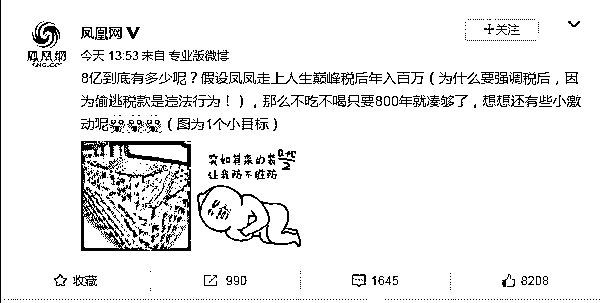 凤凰网
凤凰网V
+关注
今天 13:53 来自 专业版微博
8亿到底有多少呢?假设凤凤走上人生巅峰税后年入百万(为什么要强调税后,因
为偷逃税款是违法行为!),那么不吃不喝只要800年就凑够了,想想还有些小激
动呢(图为1个小目标)
突如其来的
让我防不胜防
收藏
990
1645
8208